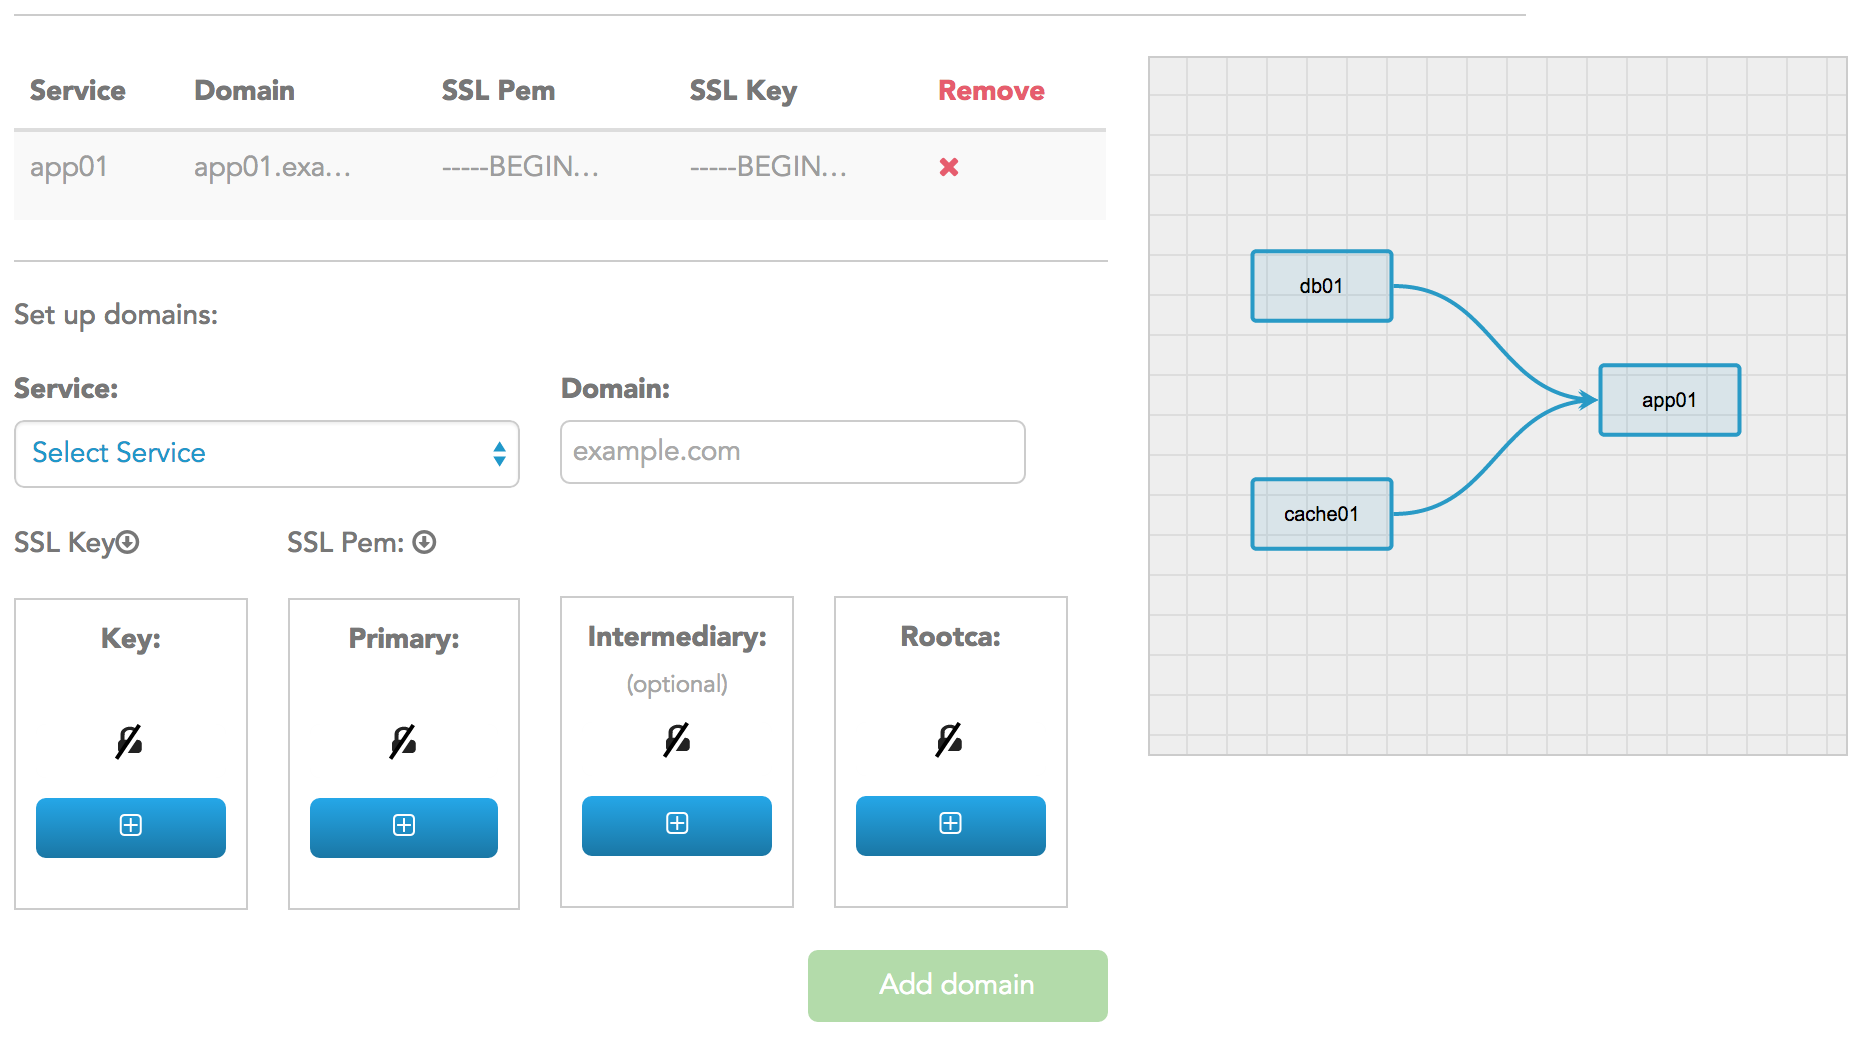 Service Domain SSL Pem SSL Key Remove
app01 app01.exa... -----BEGIN... -----BEGIN...
Set up domains:
Service: Domain:
Select Service example.com
SSL Key SSL Pem:
Key: Primary: Intermediary: Rootca:
(optional)
Add domain
db01
app01
cache01